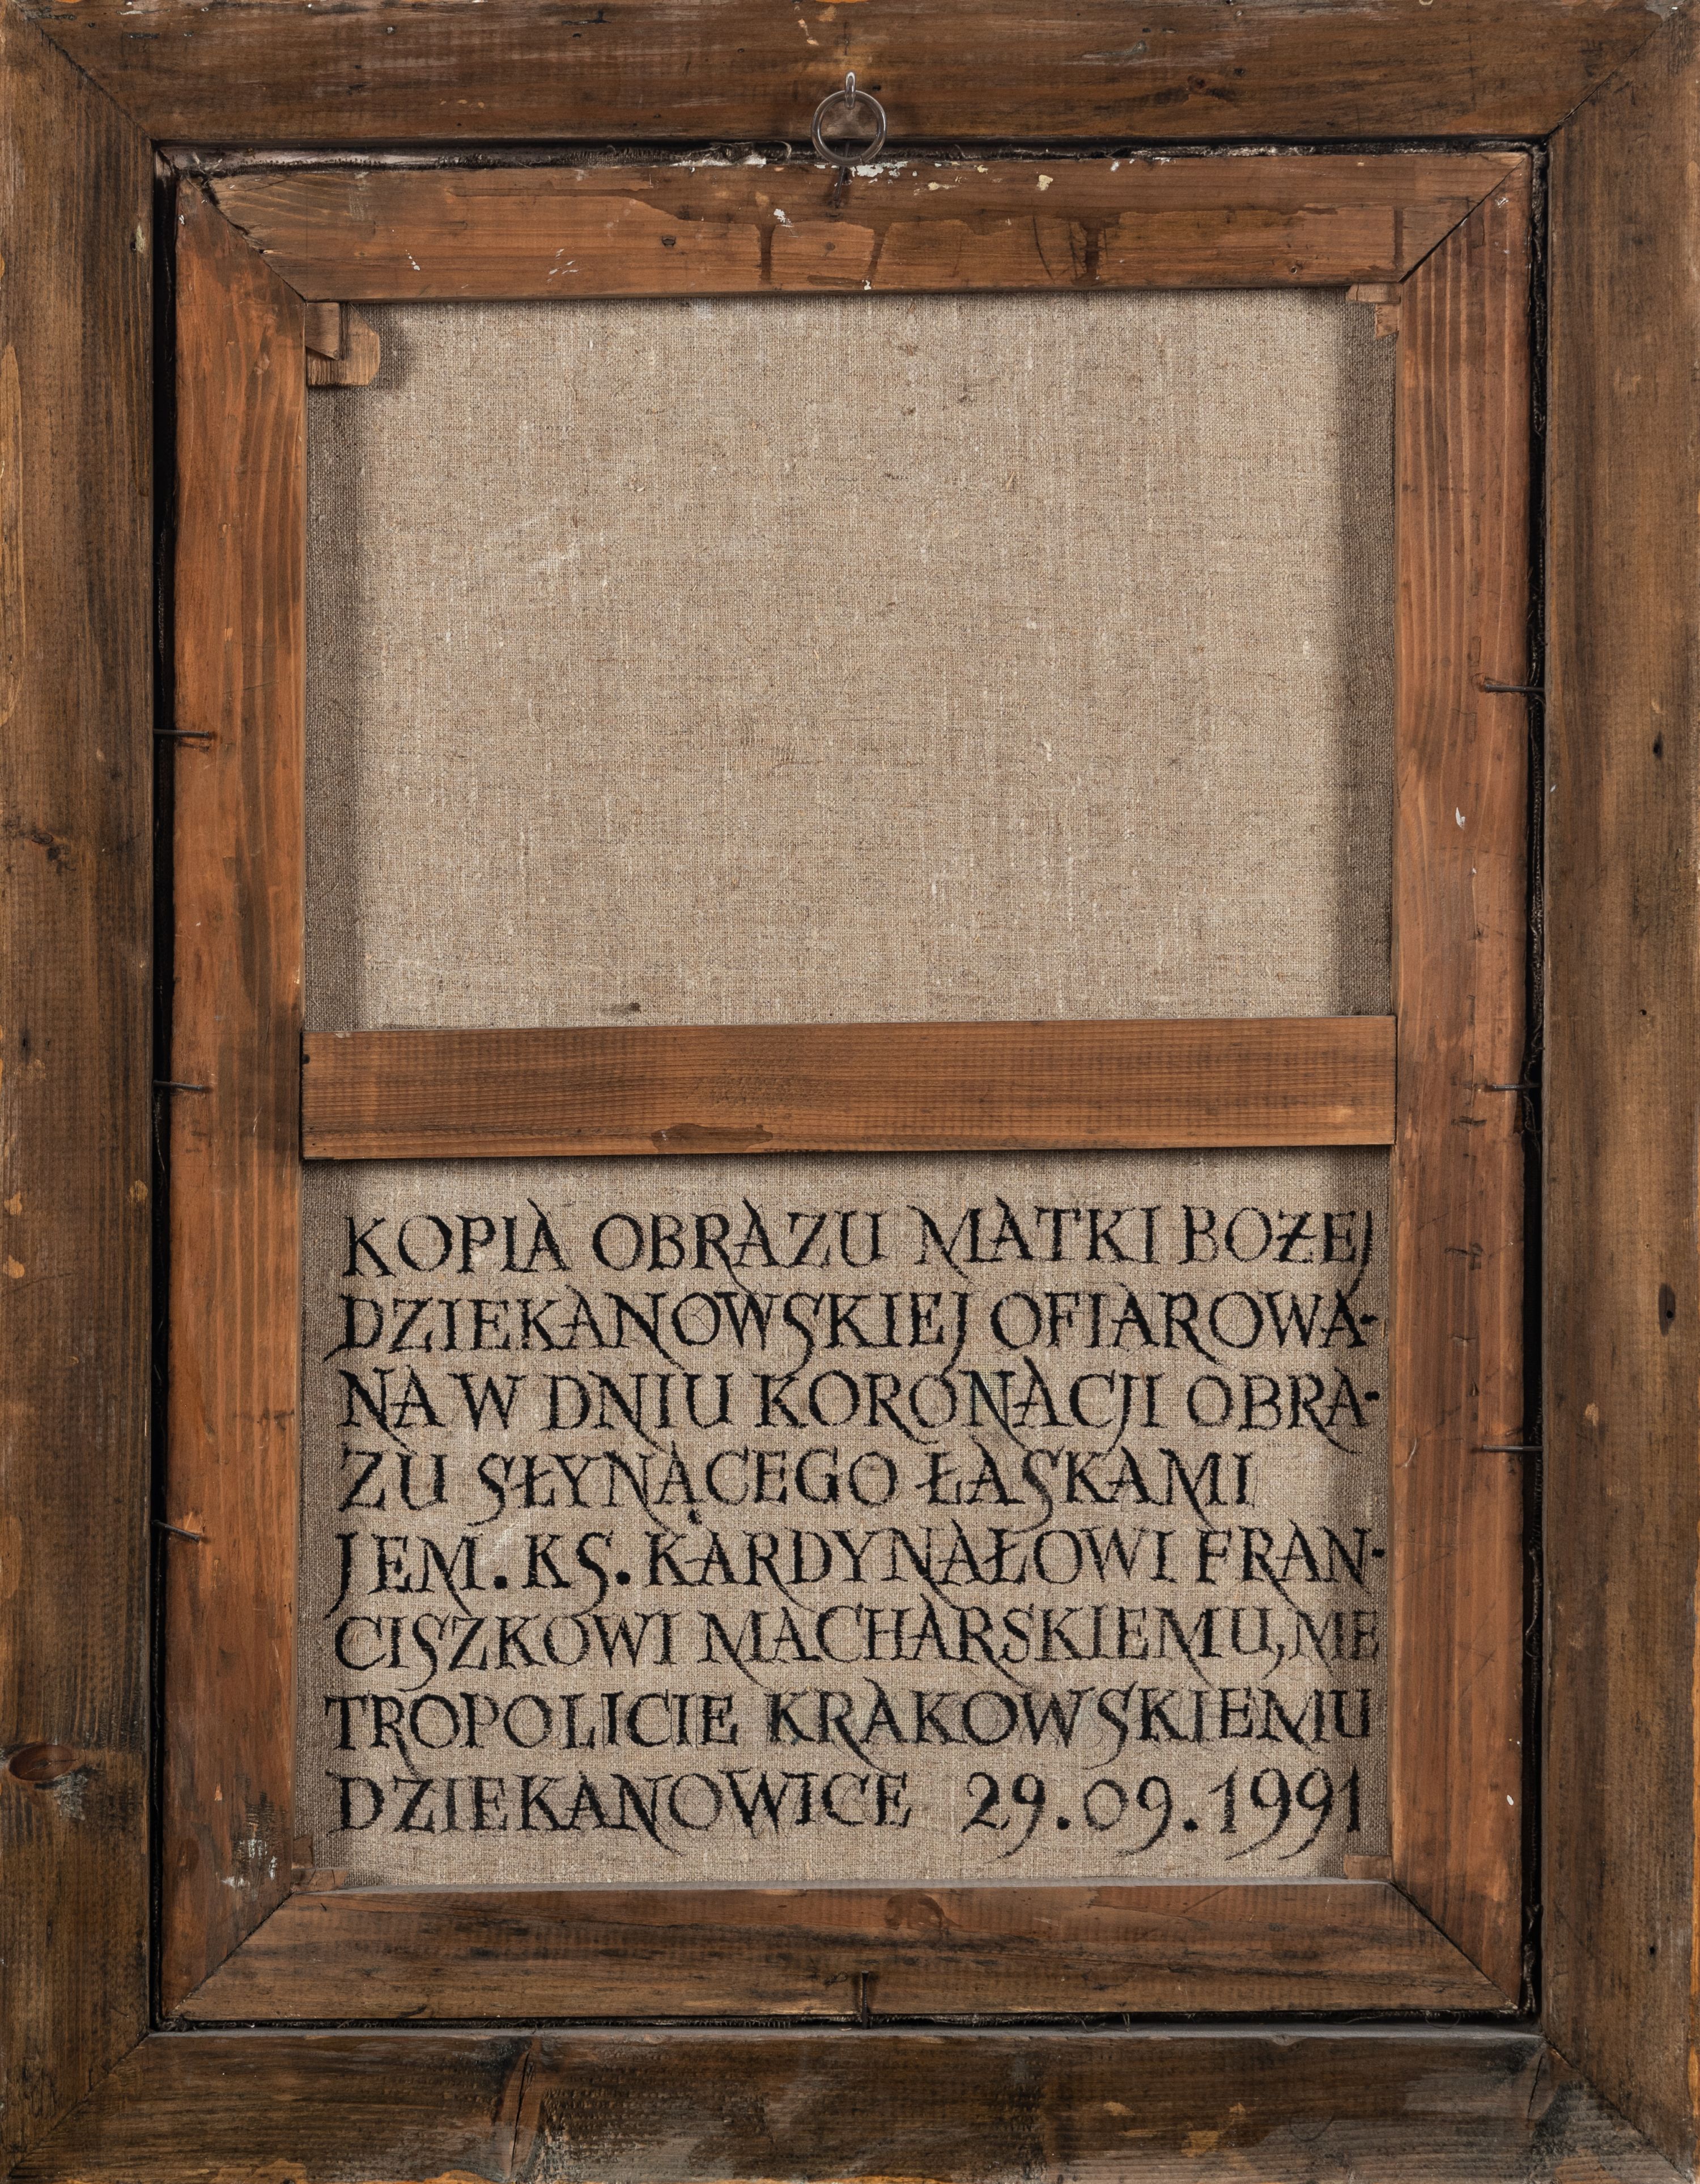 KOPIA OBRAZU MATKI BOŻEJ
DZIEKANOWSKIEJ OFIAROWA-
NA W DNIU KORONACJI OBRA-
ZU SŁYNĄCEGO ŁASKAMI
JEM. KS. KARDYNAŁOWI FRAN-
CISZKOWI MACHARSKIEMU, ME
TROPOLICIE KRAKOWSKIEMU
DZIEKANOWICE 29.09.1991